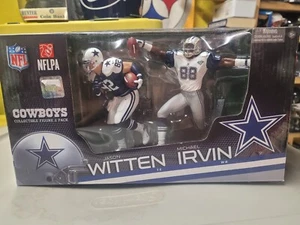 NFL
NFLPA
COWBOYS
COLLECTIBLE FIGURE 2 PACK
82
88
JASON
WITTEN
MICHAEL
IRVIN